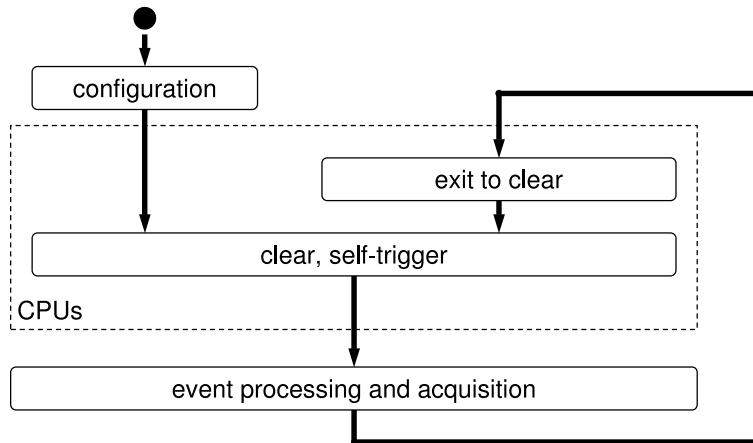 configuration
exit to clear
clear, self-trigger
CPUs
event processing and acquisition